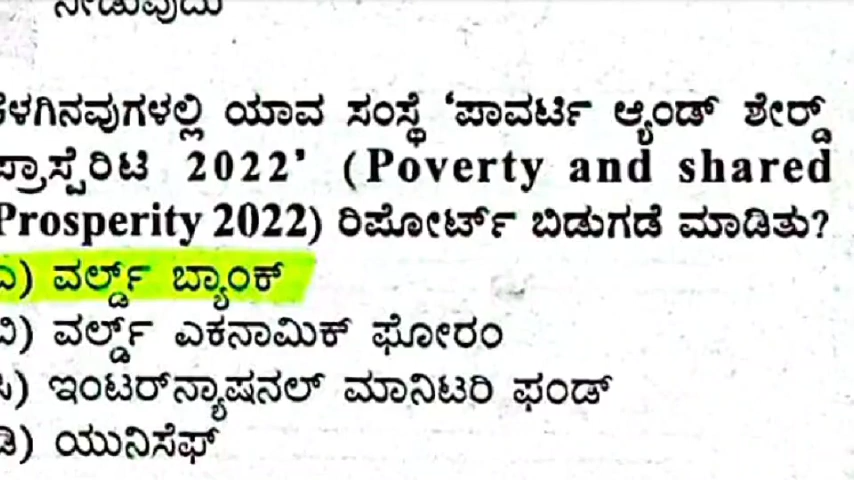 ನೀಡುವುದು
ಕೆಳಗಿನವುಗಳಲ್ಲಿ ಯಾವ ಸಂಸ್ಥೆ ‘ಪಾವರ್ಟಿ ಆ್ಯಂಡ್ ಶೇರ್ಡ್
ಪ್ರಾಸ್ಪೆರಿಟಿ 2022’ (Poverty and shared
Prosperity 2022) ರಿಪೋರ್ಟ್ ಬಿಡುಗಡೆ ಮಾಡಿತು?
ಎ) ವರ್ಲ್ಡ್ ಬ್ಯಾಂಕ್
ಬಿ) ವರ್ಲ್ಡ್ ಎಕನಾಮಿಕ್ ಫೋರಂ
ಸಿ) ಇಂಟರ್‌ನ್ಯಾಷನಲ್ ಮಾನಿಟರಿ ಫಂಡ್
ಡಿ) ಯುನಿಸೆಫ್